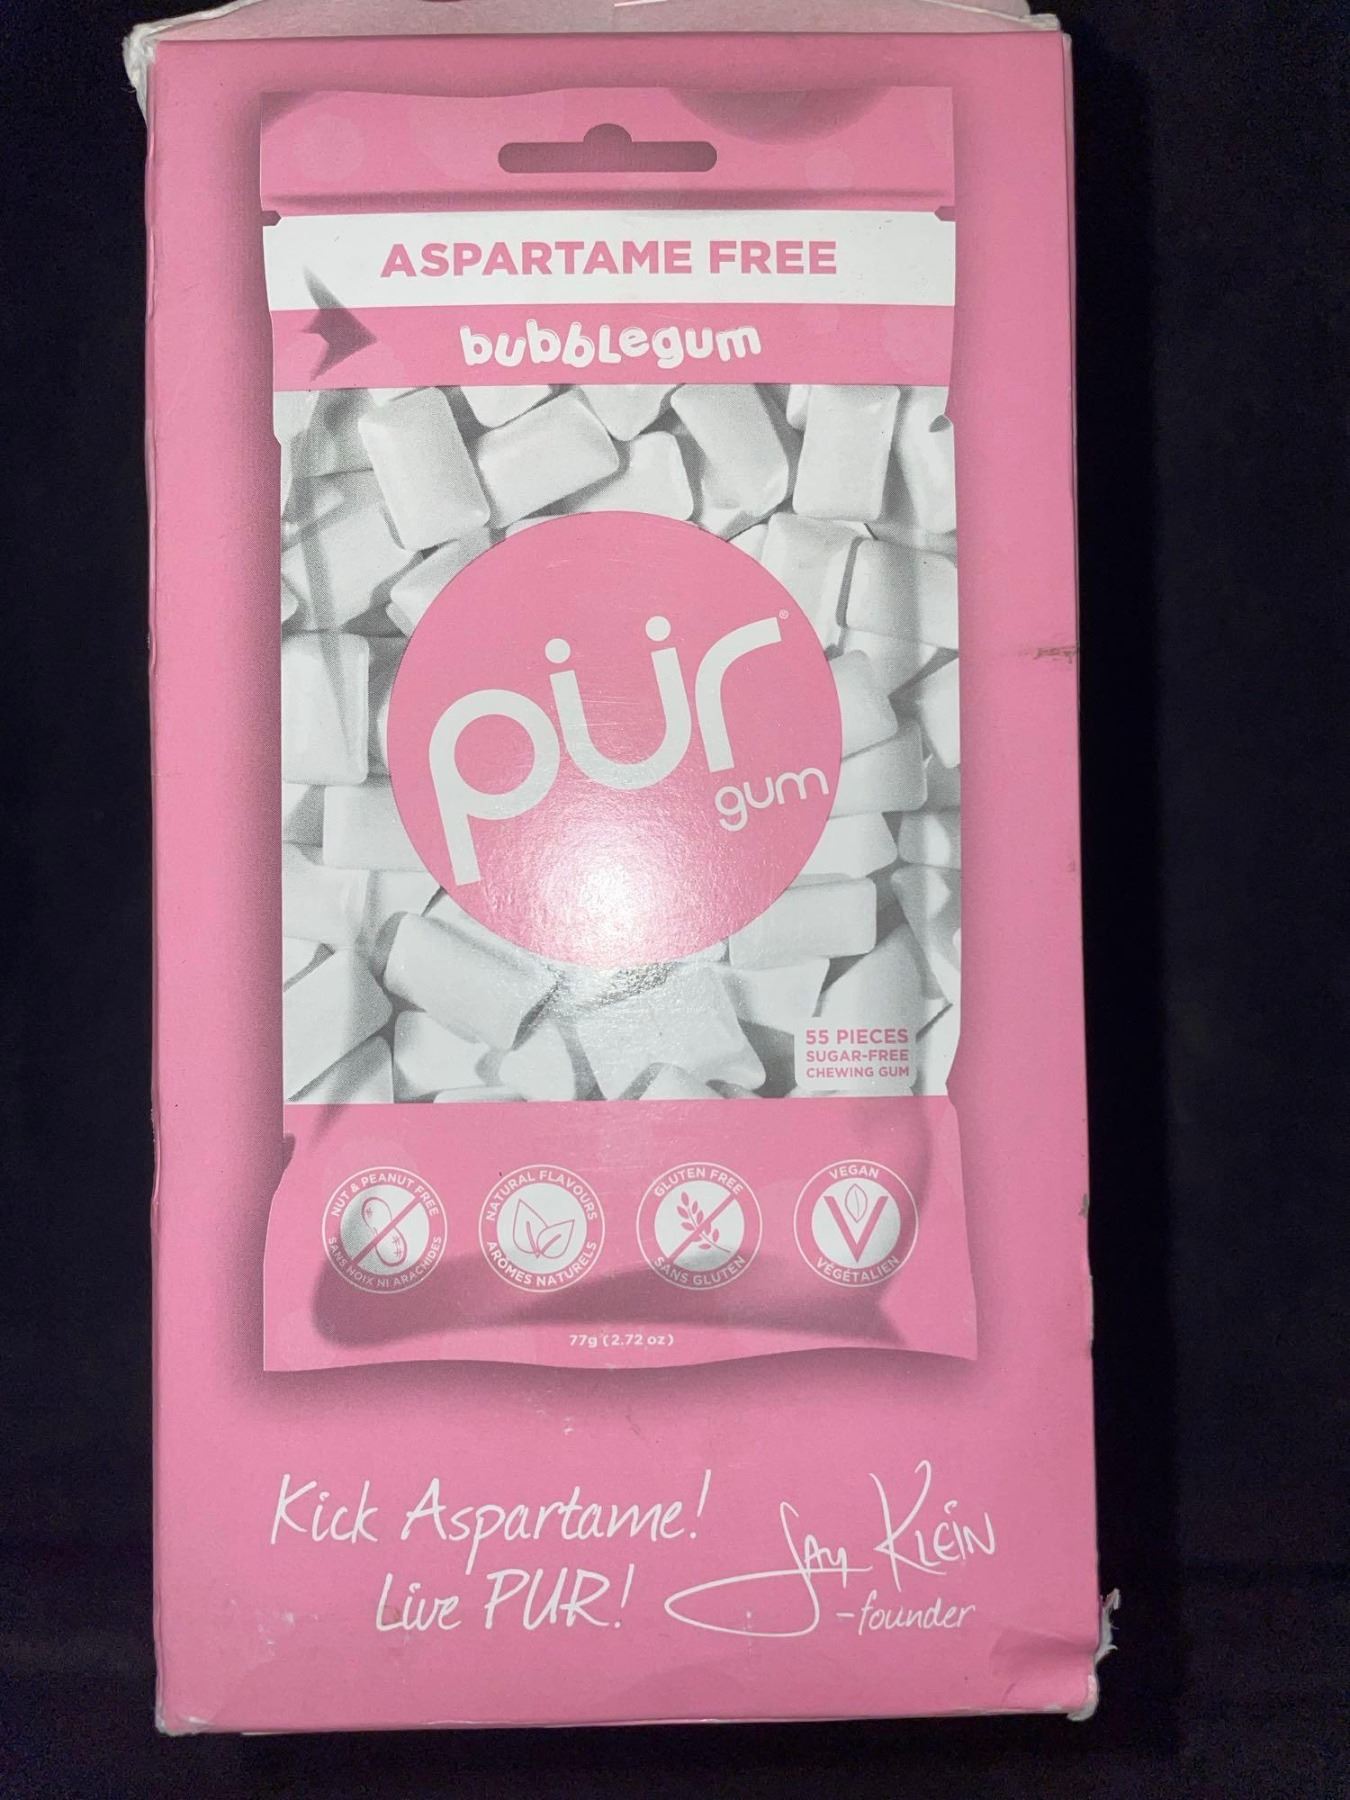 ASPARTAME FREE
bubblegum
pür®
gum
55 PIECES
SUGAR-FREE
CHEWING GUM
NUT & PEANUT FREE
SANS NOIX NI ARACHIDES
NATURAL FLAVOURS
ARÔMES NATURELS
GLUTEN FREE
SANS GLUTEN
VEGAN
VÉGÉTALIEN
77g (2.72 oz)
Kick Aspartame!
Live PUR!
Jay Klein
-founder